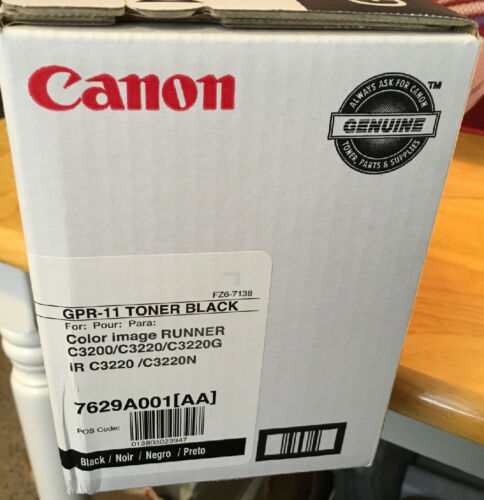 Canon
ALWAYS ASK FOR CANON
GENUINE
TONER, PARTS & SUPPLIES
TM
FZ6-7138
GPR-11 TONER BLACK
For: Pour: Para:
Color image RUNNER
C3200/C3220/C3220G
iR C3220 /C3220N
7629A001[AA]
POS Code:
013803023947
Black / Noir / Negro / Preto